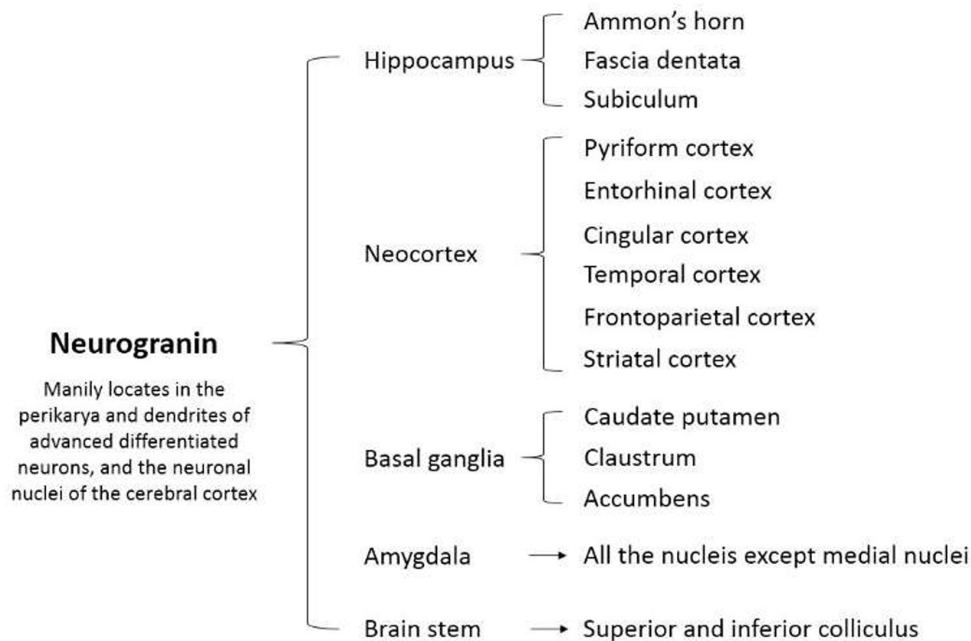 Neurogranin
Manily locates in the
perikarya and dendrites of
advanced differentiated
neurons, and the neuronal
nuclei of the cerebral cortex
Hippocampus
Ammon’s horn
Fascia dentata
Subiculum
Neocortex
Pyriform cortex
Entorhinal cortex
Cingular cortex
Temporal cortex
Frontoparietal cortex
Striatal cortex
Basal ganglia
Caudate putamen
Claustrum
Accumbens
Amygdala
All the nucleis except medial nuclei
Brain stem
Superior and inferior colliculus